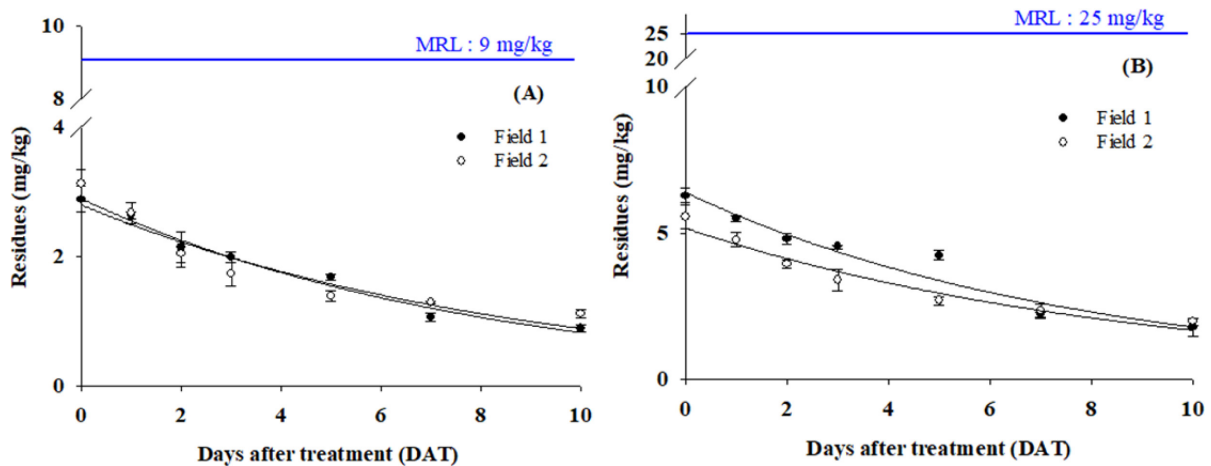 10
MRL : 9 mg/kg
8
(A)
4
Field 1
Field 2
2
0
0 2 4 6 8 10
Residues (mg/kg)
Days after treatment (DAT)
MRL : 25 mg/kg
25
20
(B)
10
Field 1
Field 2
5
0
0 2 4 6 8 10
Residues (mg/kg)
Days after treatment (DAT)